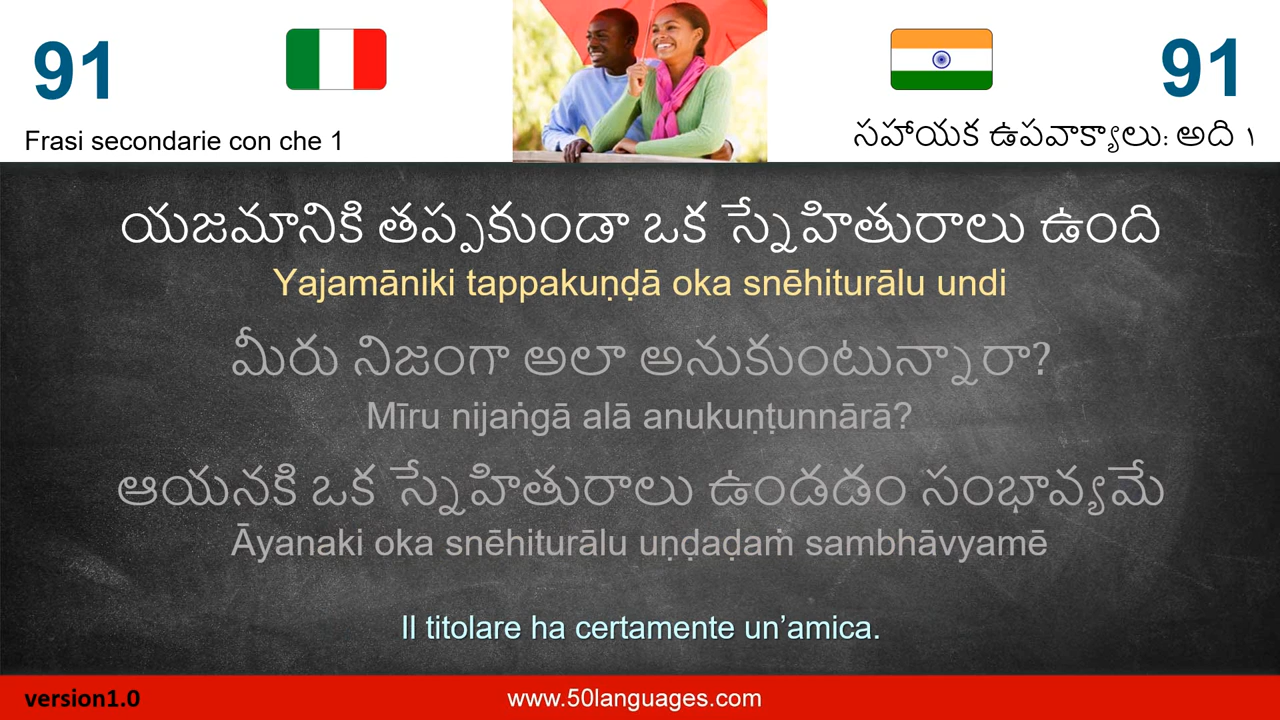 91
91
Frasi secondarie con che 1
సహాయక ఉపవాక్యాలు: అది ౧
యజమానికి తప్పకుండా ఒక స్నేహితురాలు ఉంది
Yajamāniki tappakuṇḍā oka snēhiturālu undi
మీరు నిజంగా అలా అనుకుంటున్నారా?
Mīru nijaṅgā alā anukuṇṭunnārā?
ఆయనకి ఒక స్నేహితురాలు ఉండడం సంభావ్యమే
Āyanaki oka snēhiturālu uṇḍaḍaṁ sambhāvyamē
Il titolare ha certamente un’amica.
version1.0
www.50languages.com